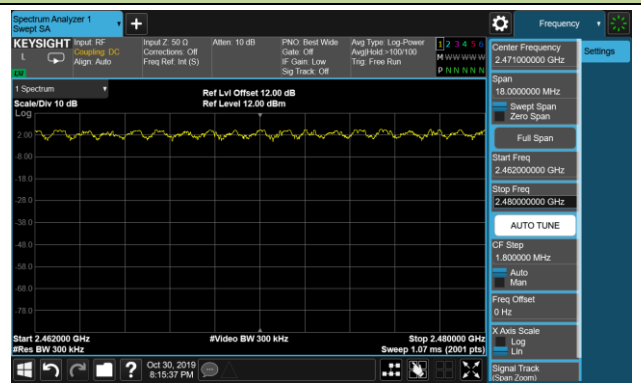 Spectrum Analyzer 1
Swept SA
Frequency
KEYSIGHT
L
Input: RF
Coupling: DC
Align: Auto
Input Z: 50 Ω
Corrections: Off
Freq Ref: Int (S)
Atten: 10 dB
PNO: Best Wide
Gate: Off
IF Gain: Low
Sig Track: Off
Avg Type: Log-Power
Avg|Hold:>100/100
Trig: Free Run
1 2 3 4 5 6
M W W W W W
P N N N N N
1 Spectrum
Scale/Div 10 dB
Log
Ref Lvl Offset 12.00 dB
Ref Level 12.00 dBm
2.00
-8.00
-18.0
-28.0
-38.0
-48.0
-58.0
-68.0
-78.0
Start 2.462000 GHz
#Res BW 300 kHz
#Video BW 300 kHz
Stop 2.480000 GHz
Sweep 1.07 ms (2001 pts)
Center Frequency
2.471000000 GHz
Settings
Span
18.0000000 MHz
Swept Span
Zero Span
Full Span
Start Freq
2.462000000 GHz
Stop Freq
2.480000000 GHz
AUTO TUNE
CF Step
1.800000 MHz
Auto
Man
Freq Offset
0 Hz
X Axis Scale
Log
Lin
Signal Track
(Span Zoom)
?
Oct 30, 2019
8:15:37 PM